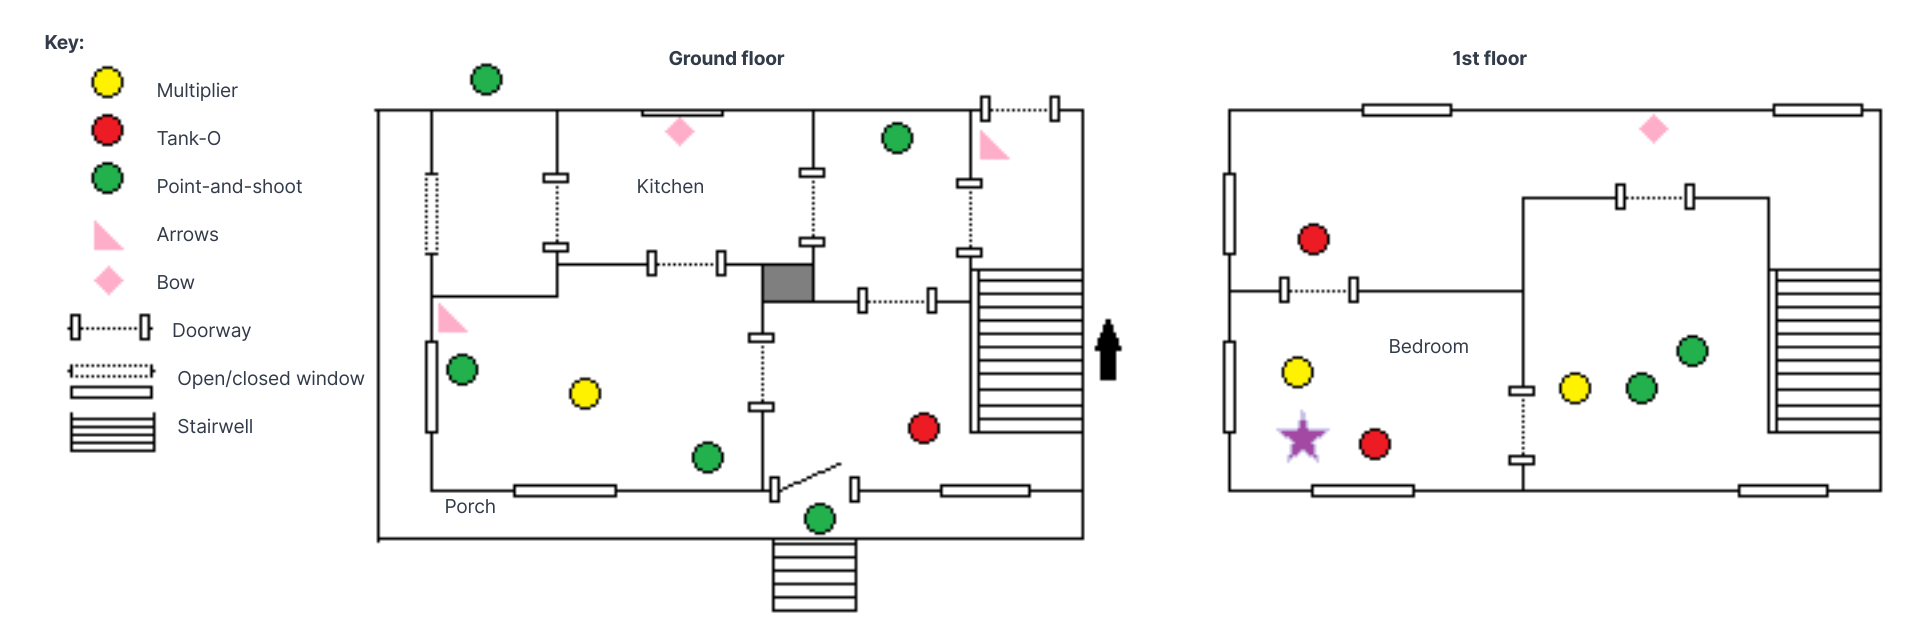 Key:
Multiplier
Tank-O
Point-and-shoot
Arrows
Bow
Doorway
Open/closed window
Stairwell
Ground floor
Kitchen
Porch
1st floor
Bedroom